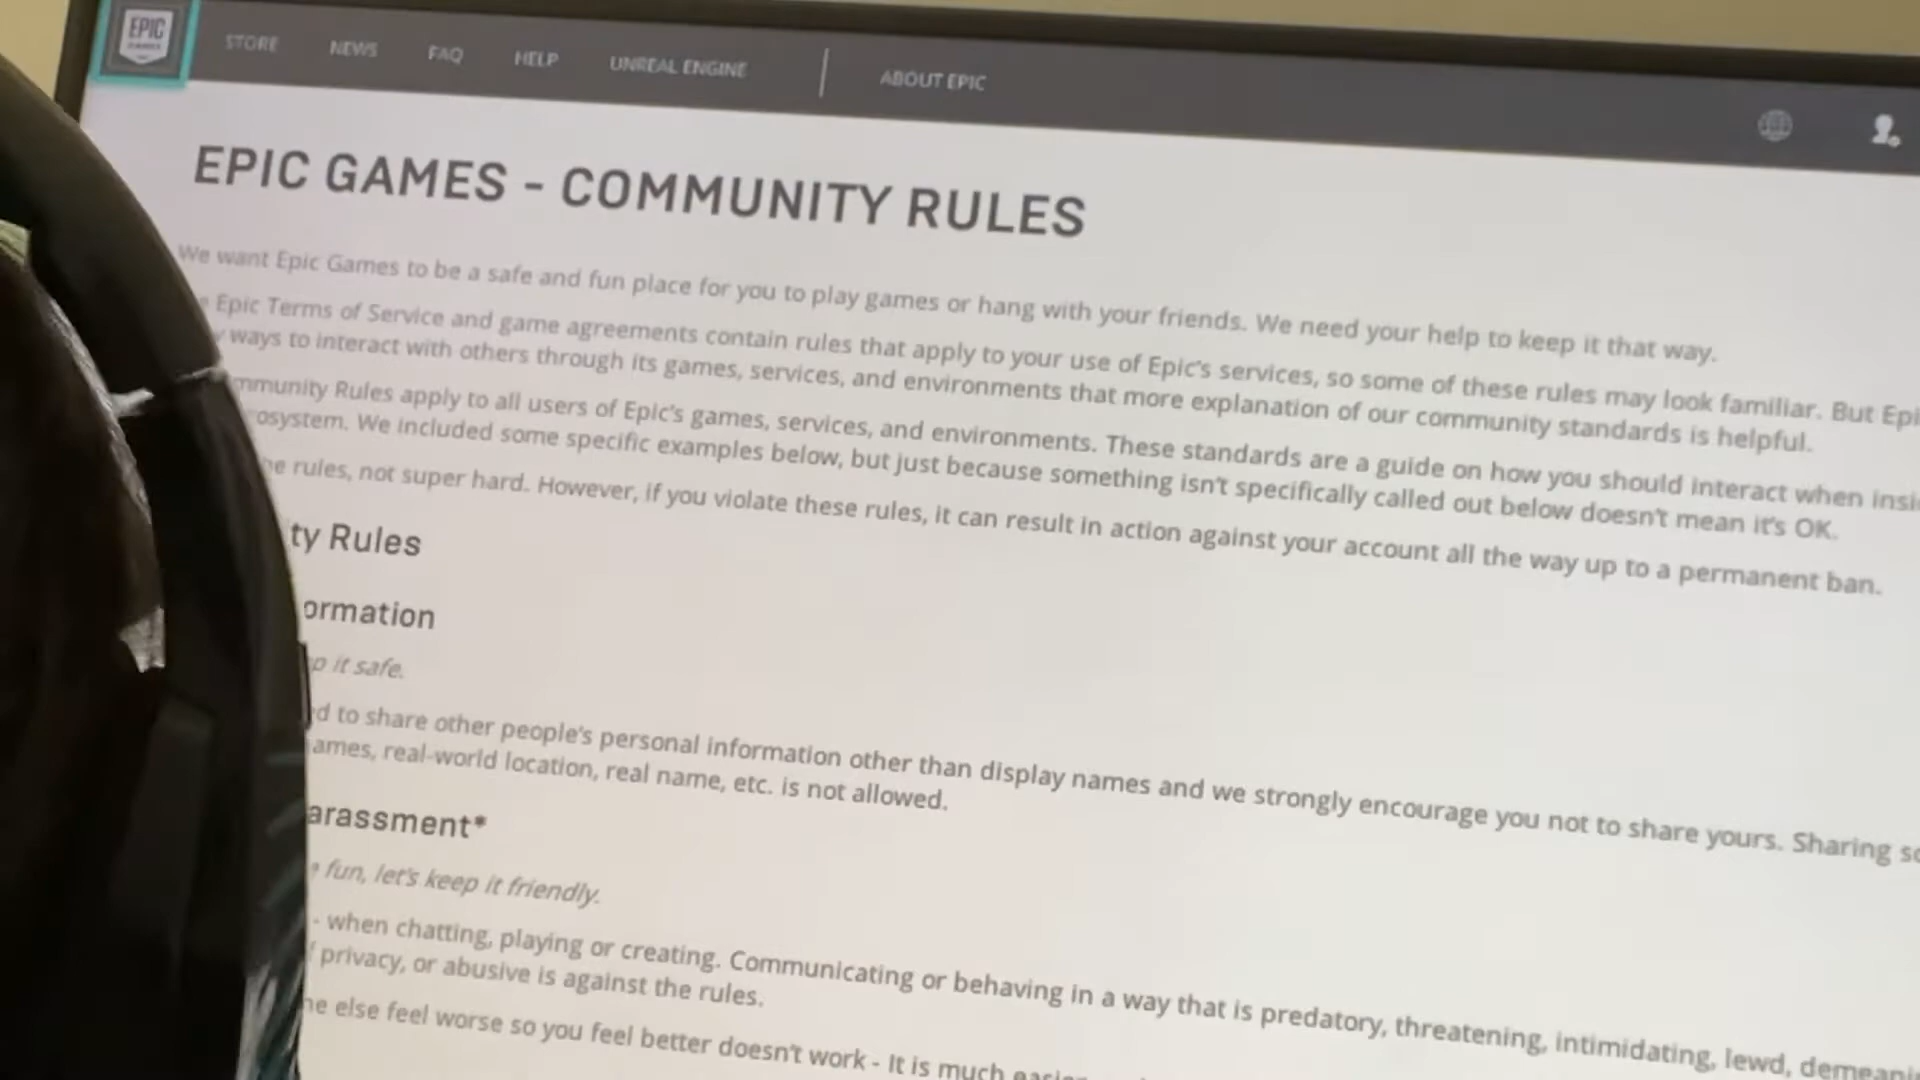 EPIC
STORE NEWS FAQ HELP UNREAL ENGINE ABOUT EPIC
EPIC GAMES - COMMUNITY RULES
We want Epic Games to be a safe and fun place for you to play games or hang with your friends. We need your help to keep it that way.
Epic Terms of Service and game agreements contain rules that apply to your use of Epic's services, so some of these rules may look familiar. But Epi
ways to interact with others through its games, services, and environments that more explanation of our community standards is helpful.
mmunity Rules apply to all users of Epic's games, services, and environments. These standards are a guide on how you should interact when insi
osystem. We included some specific examples below, but just because something isn't specifically called out below doesn't mean it's OK.
he rules, not super hard. However, if you violate these rules, it can result in action against your account all the way up to a permanent ban.
ty Rules
ormation
p it safe.
d to share other people's personal information other than display names and we strongly encourage you not to share yours. Sharing so
ames, real-world location, real name, etc. is not allowed.
arassment*
fun, let's keep it friendly.
- when chatting, playing or creating. Communicating or behaving in a way that is predatory, threatening, intimidating, lewd, demeani
privacy, or abusive is against the rules.
ne else feel worse so you feel better doesn't work - It is much easier